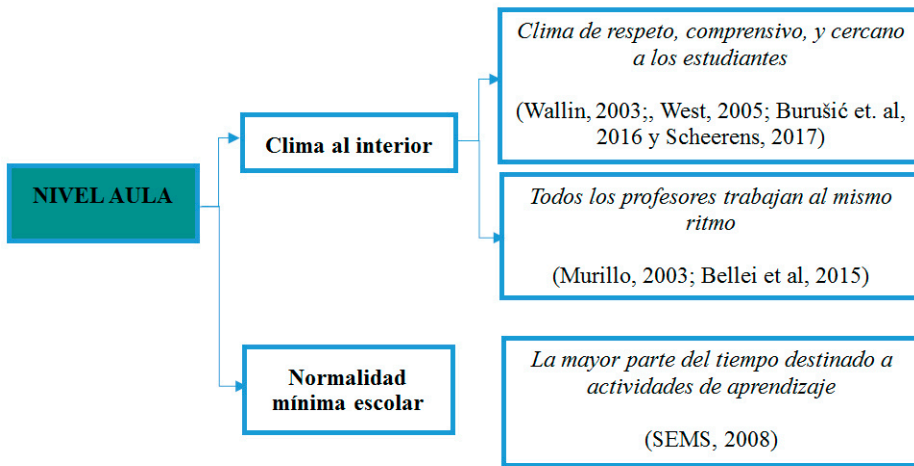 NIVEL AULA
Clima al interior
Clima de respeto, comprensivo, y cercano
a los estudiantes
(Wallin, 2003;, West, 2005; Burušić et. al,
2016 y Scheerens, 2017)
Todos los profesores trabajan al mismo
ritmo
(Murillo, 2003; Bellei et al, 2015)
Normalidad
mínima escolar
La mayor parte del tiempo destinado a
actividades de aprendizaje
(SEMS, 2008)